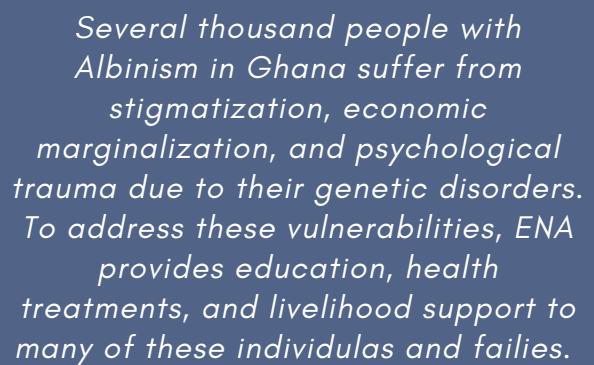 Several thousand people with
Albinism in Ghana suffer from
stigmatization, economic
marginalization, and psychological
trauma due to their genetic disorders.
To address these vulnerabilities, ENA
provides education, health
treatments, and livelihood support to
many of these individulas and failies.